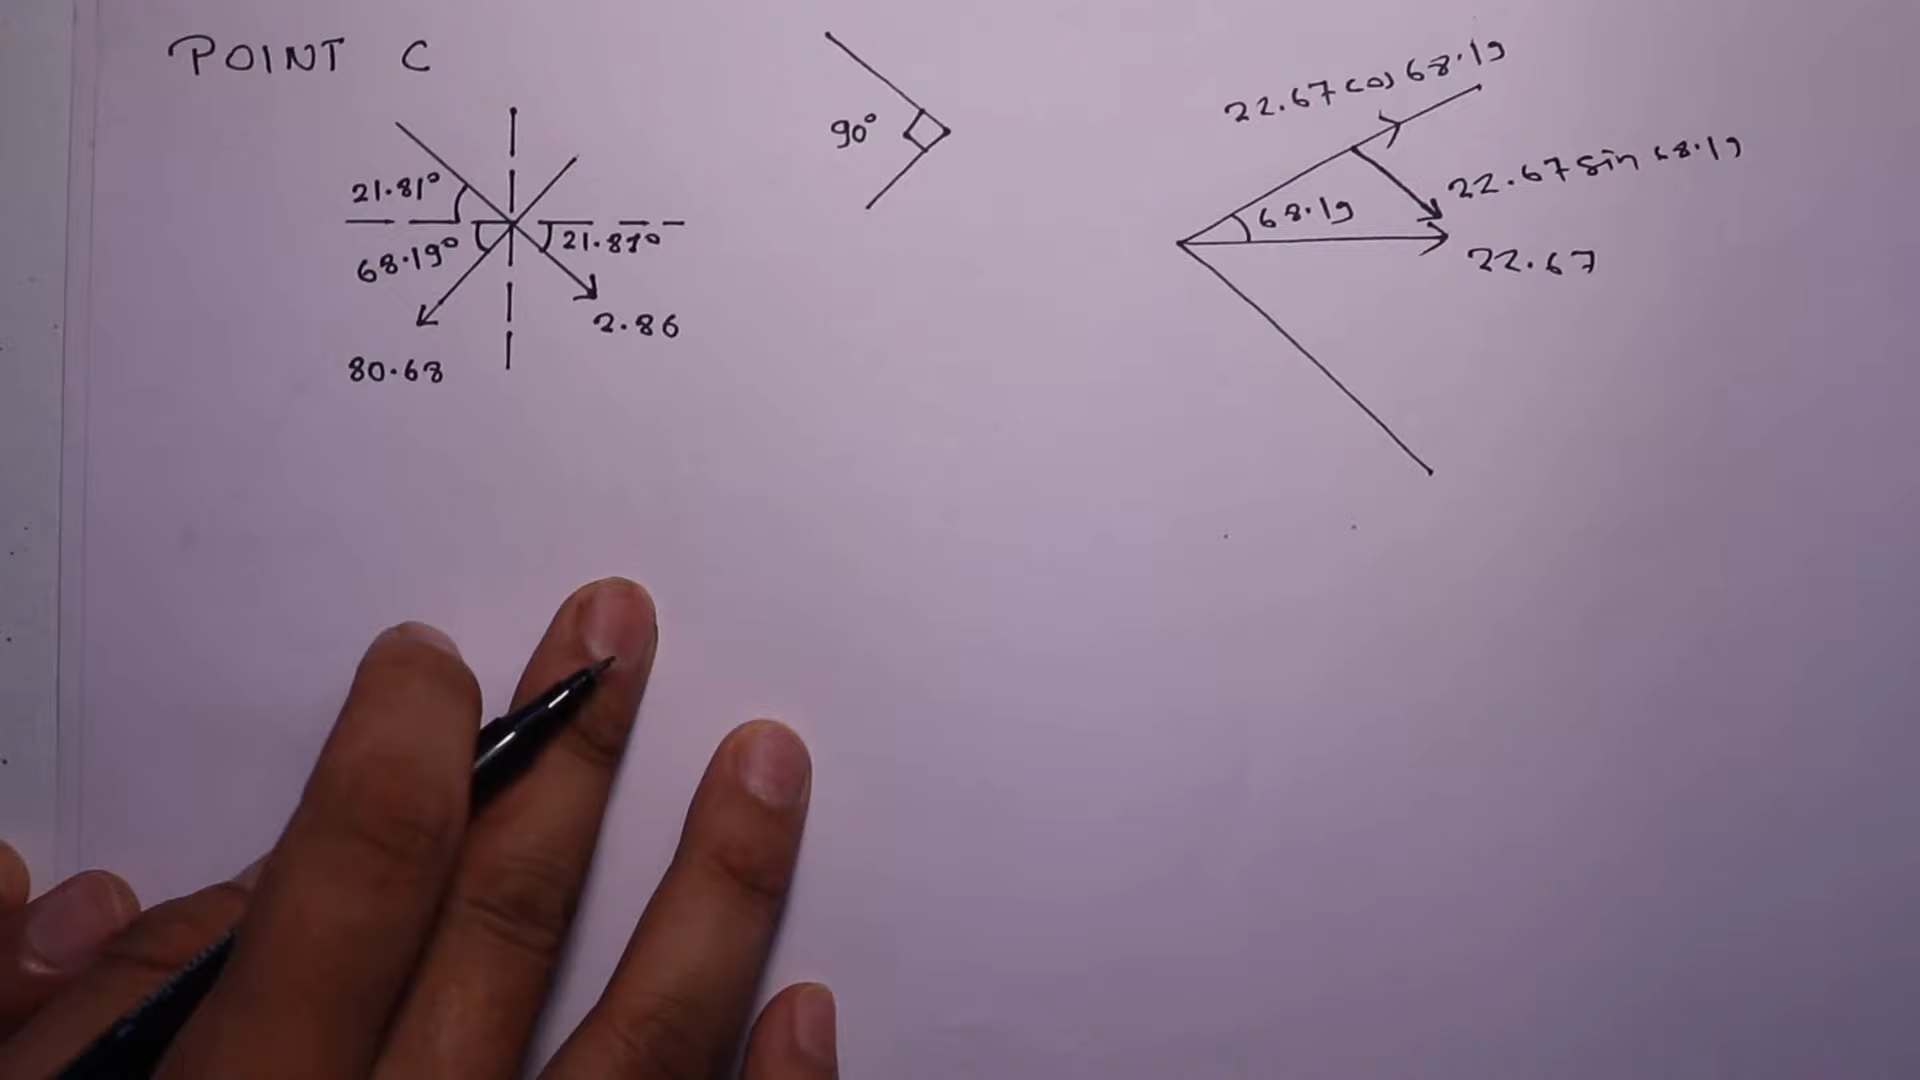 POINT C
21.81°
68.19°
21.81°
2.86
80.68
90°
22.67 cos 68.19
22.67 sin 68.19
68.19
22.67